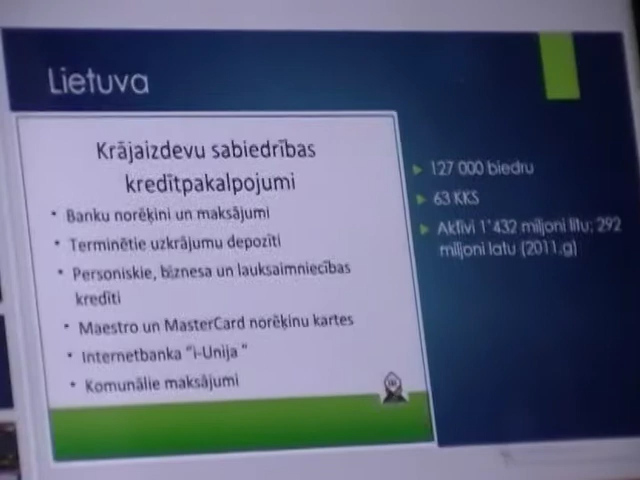 Lietuva
Krājaizdevu sabiedrības
kredītpakalpojumi
• Banku norēķini un maksājumi
• Terminētie uzkrājumu depozīti
• Personiskie, biznesa un lauksaimniecības
kredīti
• Maestro un MasterCard norēķinu kartes
• Internetbanka "i-Unija"
• Komunālie maksājumi
127 000 biedru
63 KKS
Aktīvi 1'432 miljoni litu; 292
miljoni latu (2011.g)